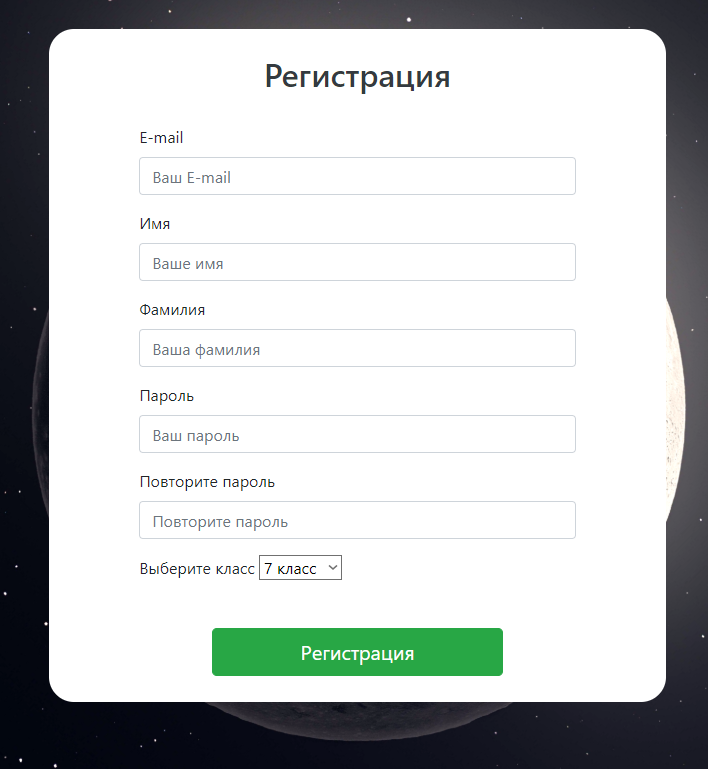 Регистрация
E-mail
Ваш E-mail
Имя
Ваше имя
Фамилия
Ваша фамилия
Пароль
Ваш пароль
Повторите пароль
Повторите пароль
Выберите класс 7 класс
Регистрация